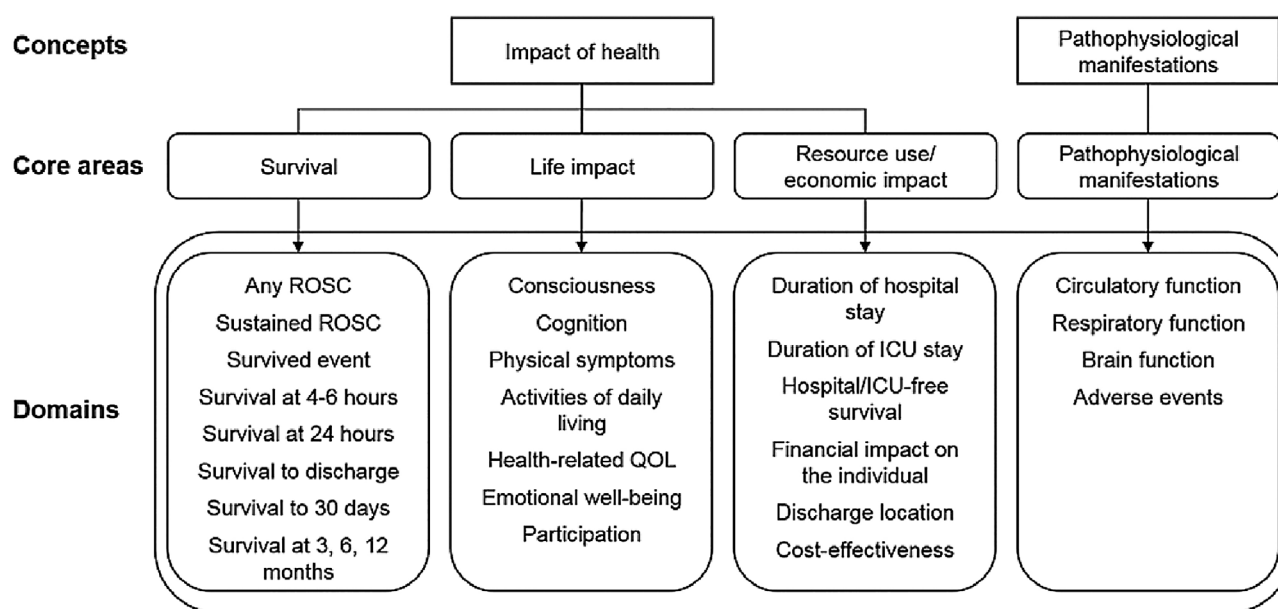 Concepts
Impact of health
Pathophysiological
manifestations
Core areas
Survival
Life impact
Resource use/
economic impact
Pathophysiological
manifestations
Domains
Any ROSC
Sustained ROSC
Survived event
Survival at 4-6 hours
Survival at 24 hours
Survival to discharge
Survival to 30 days
Survival at 3, 6, 12
months
Consciousness
Cognition
Physical symptoms
Activities of daily
living
Health-related QOL
Emotional well-being
Participation
Duration of hospital
stay
Duration of ICU stay
Hospital/ICU-free
survival
Financial impact on
the individual
Discharge location
Cost-effectiveness
Circulatory function
Respiratory function
Brain function
Adverse events